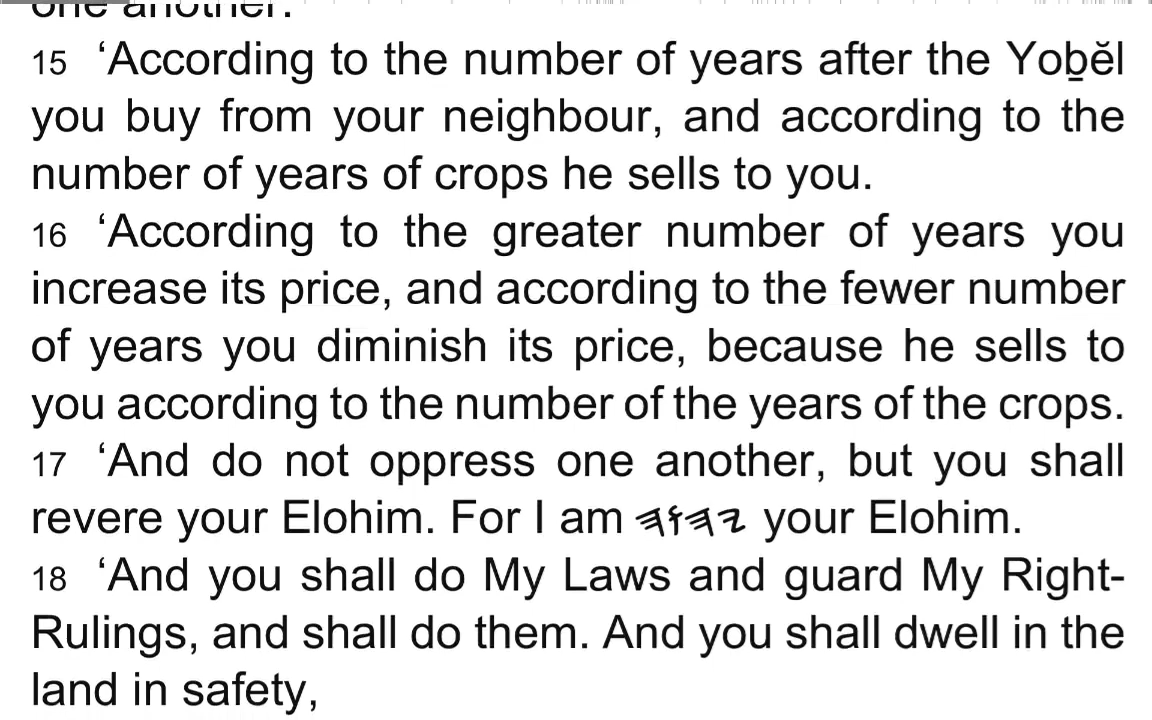 one another.
15 ‘According to the number of years after the Yoḇĕl
you buy from your neighbour, and according to the
number of years of crops he sells to you.
16 ‘According to the greater number of years you
increase its price, and according to the fewer number
of years you diminish its price, because he sells to
you according to the number of the years of the crops.
17 ‘And do not oppress one another, but you shall
revere your Elohim. For I am 𐤉𐤄𐤅𐤄 your Elohim.
18 ‘And you shall do My Laws and guard My Right-
Rulings, and shall do them. And you shall dwell in the
land in safety,